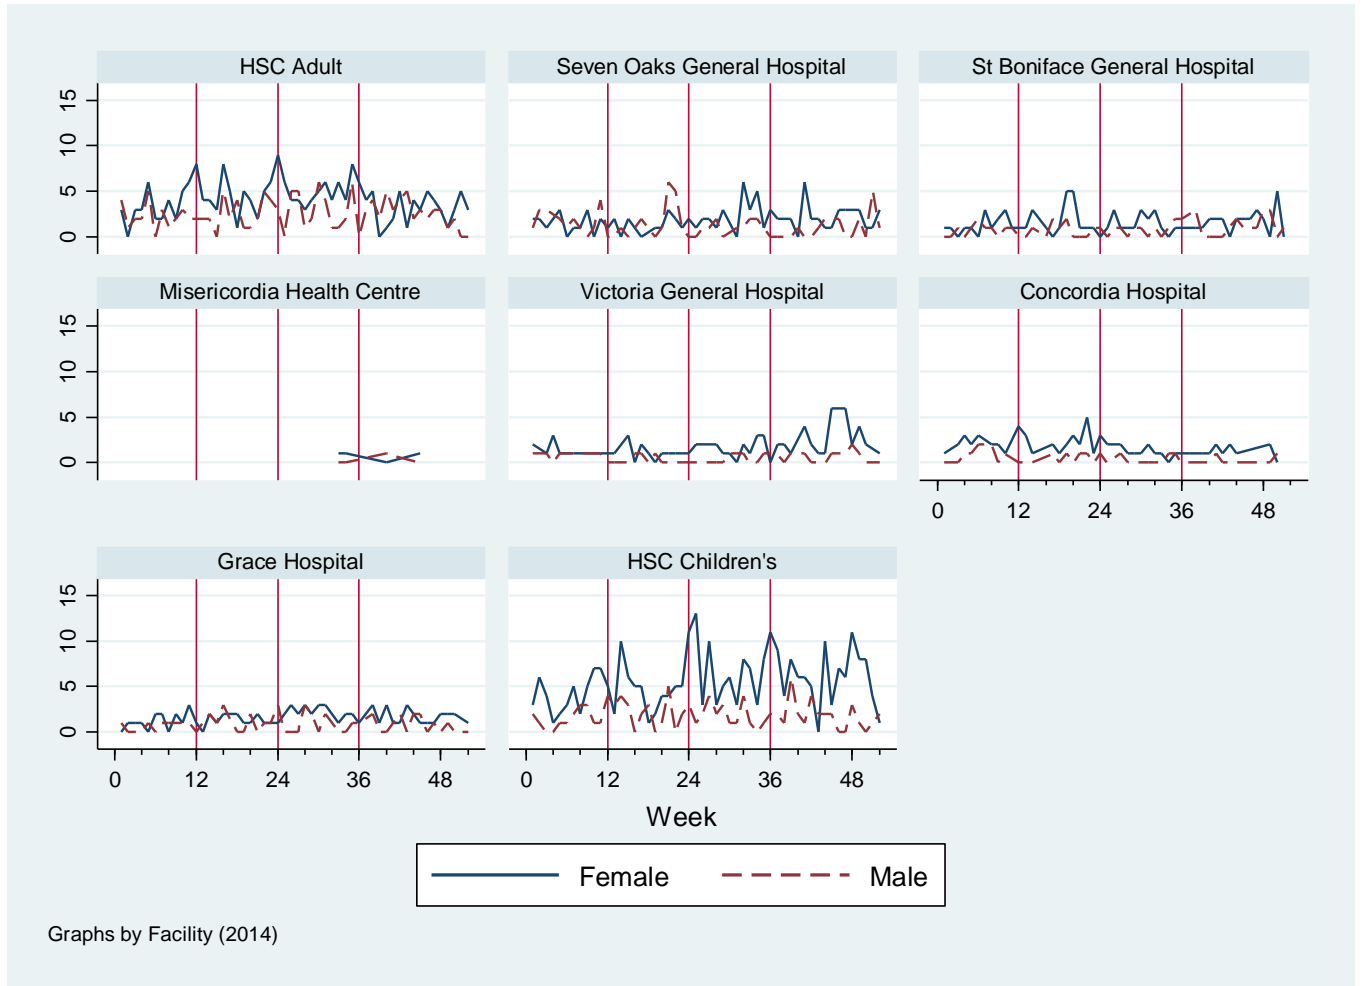 HSC Adult
Seven Oaks General Hospital
St Boniface General Hospital
15
10
5
0
Misericordia Health Centre
Victoria General Hospital
Concordia Hospital
15
10
5
0
0 12 24 36 48
Grace Hospital
HSC Children's
15
10
5
0
0 12 24 36 48
0 12 24 36 48
Week
Female
Male
Graphs by Facility (2014)